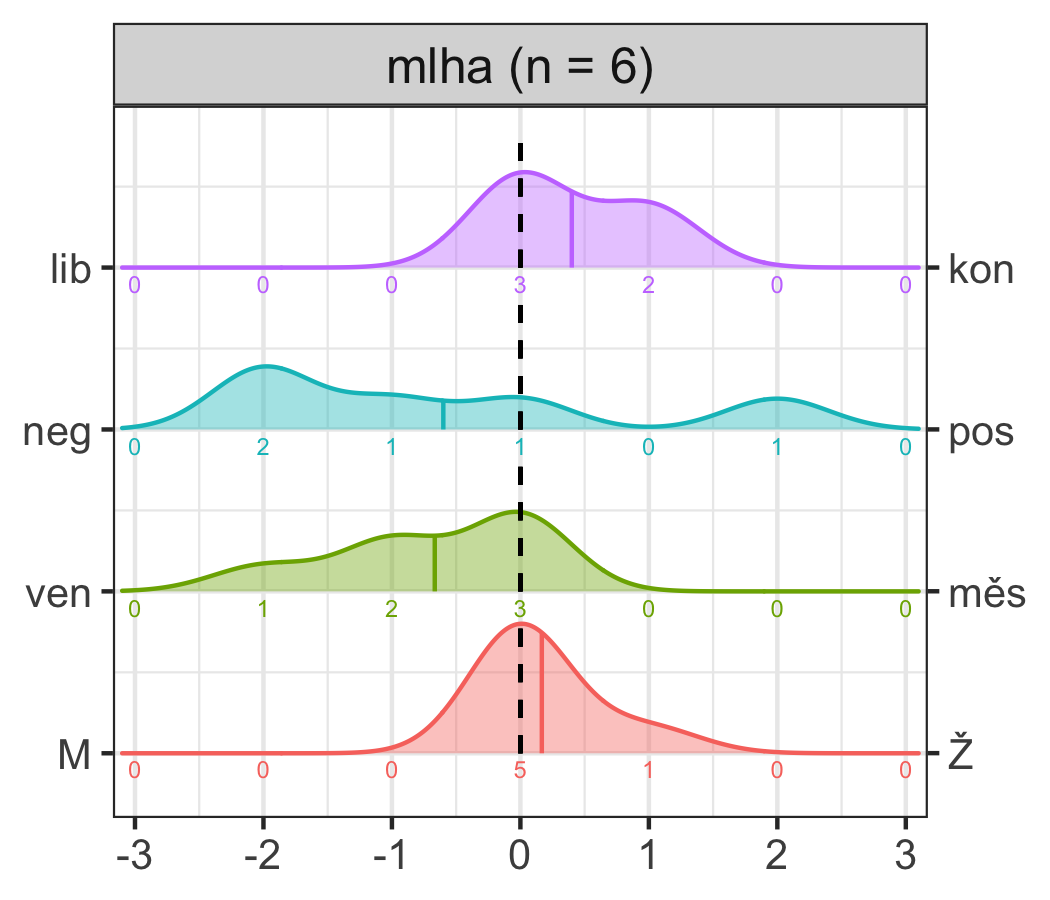 mlha (n = 6)
lib kon
0 0 0 3 2 0 0
neg pos
0 2 1 1 0 1 0
ven měs
0 1 2 3 0 0 0
M Ž
0 0 0 5 1 0 0
-3 -2 -1 0 1 2 3